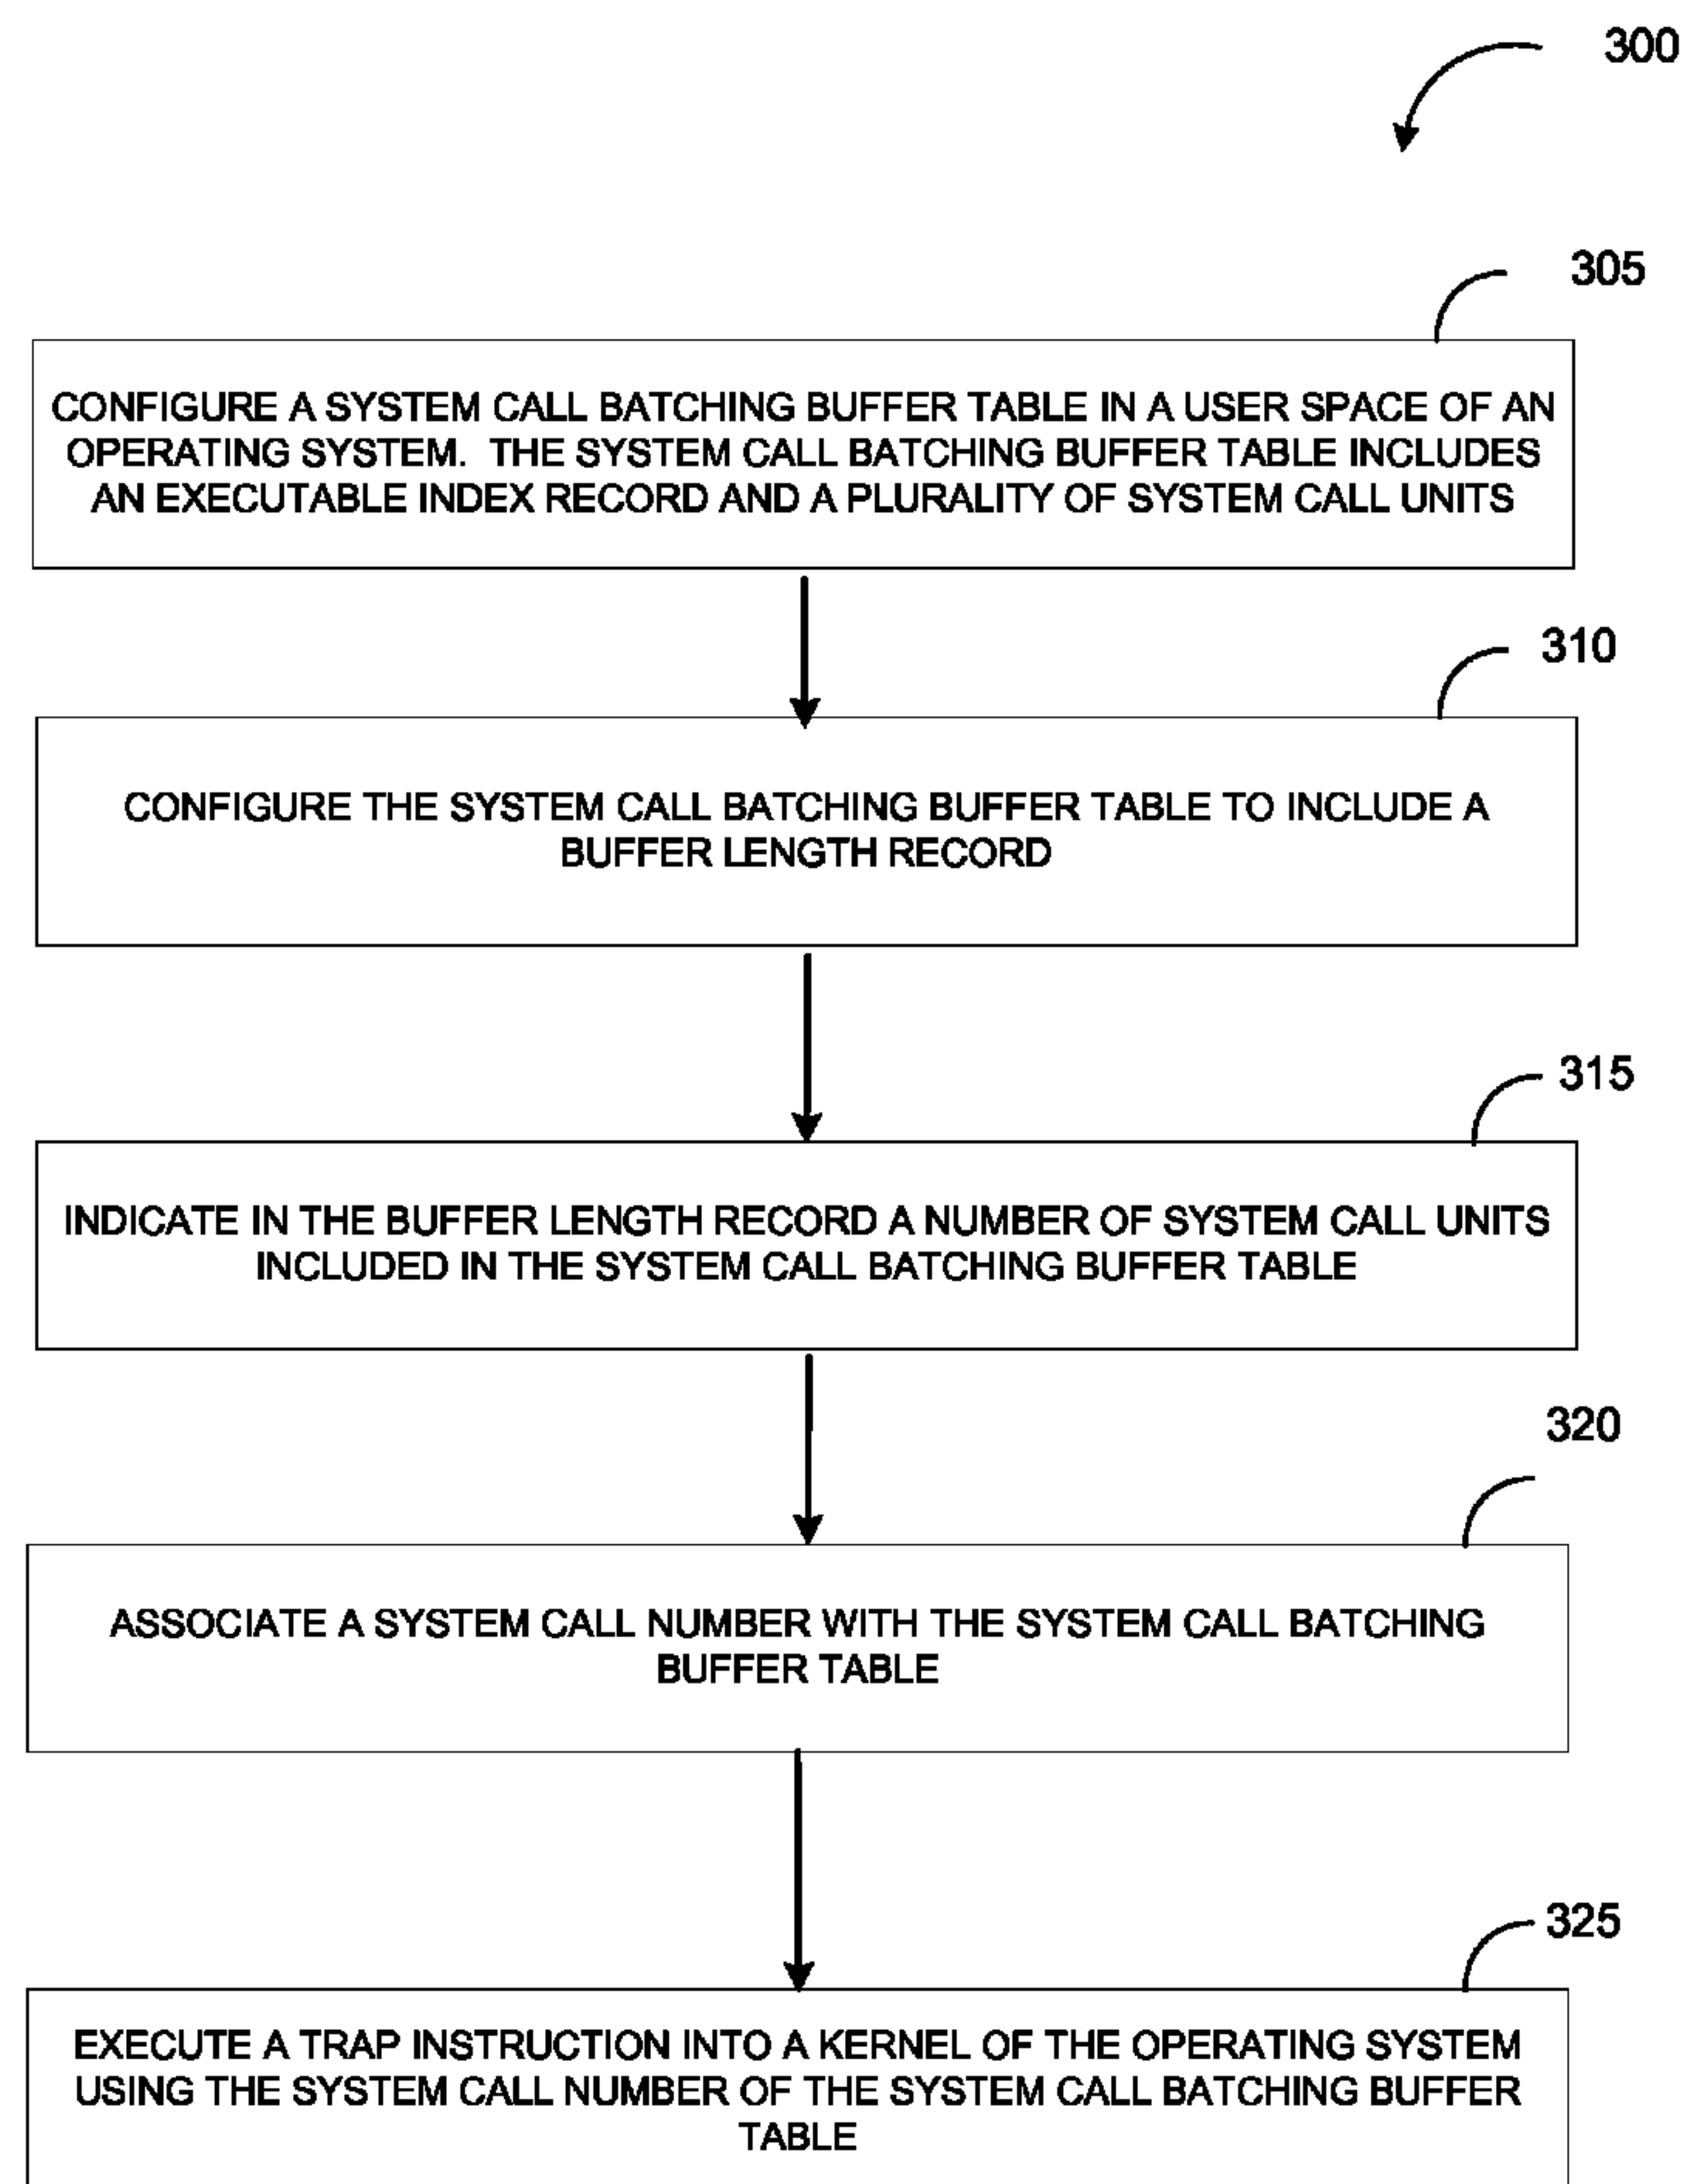 300
305
CONFIGURE A SYSTEM CALL BATCHING BUFFER TABLE IN A USER SPACE OF AN
OPERATING SYSTEM. THE SYSTEM CALL BATCHING BUFFER TABLE INCLUDES
AN EXECUTABLE INDEX RECORD AND A PLURALITY OF SYSTEM CALL UNITS
310
CONFIGURE THE SYSTEM CALL BATCHING BUFFER TABLE TO INCLUDE A
BUFFER LENGTH RECORD
315
INDICATE IN THE BUFFER LENGTH RECORD A NUMBER OF SYSTEM CALL UNITS
INCLUDED IN THE SYSTEM CALL BATCHING BUFFER TABLE
320
ASSOCIATE A SYSTEM CALL NUMBER WITH THE SYSTEM CALL BATCHING
BUFFER TABLE
325
EXECUTE A TRAP INSTRUCTION INTO A KERNEL OF THE OPERATING SYSTEM
USING THE SYSTEM CALL NUMBER OF THE SYSTEM CALL BATCHING BUFFER
TABLE